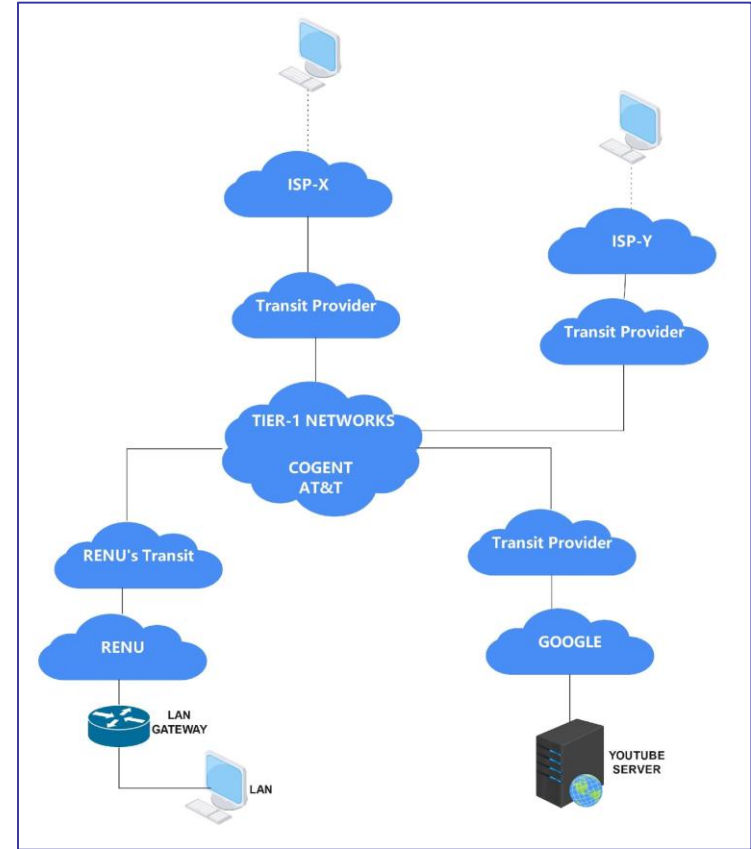 ISP-X
ISP-Y
Transit Provider
Transit Provider
TIER-1 NETWORKS
COGENT
AT&T
RENU's Transit
Transit Provider
RENU
GOOGLE
LAN
GATEWAY
LAN
YOUTUBE
SERVER